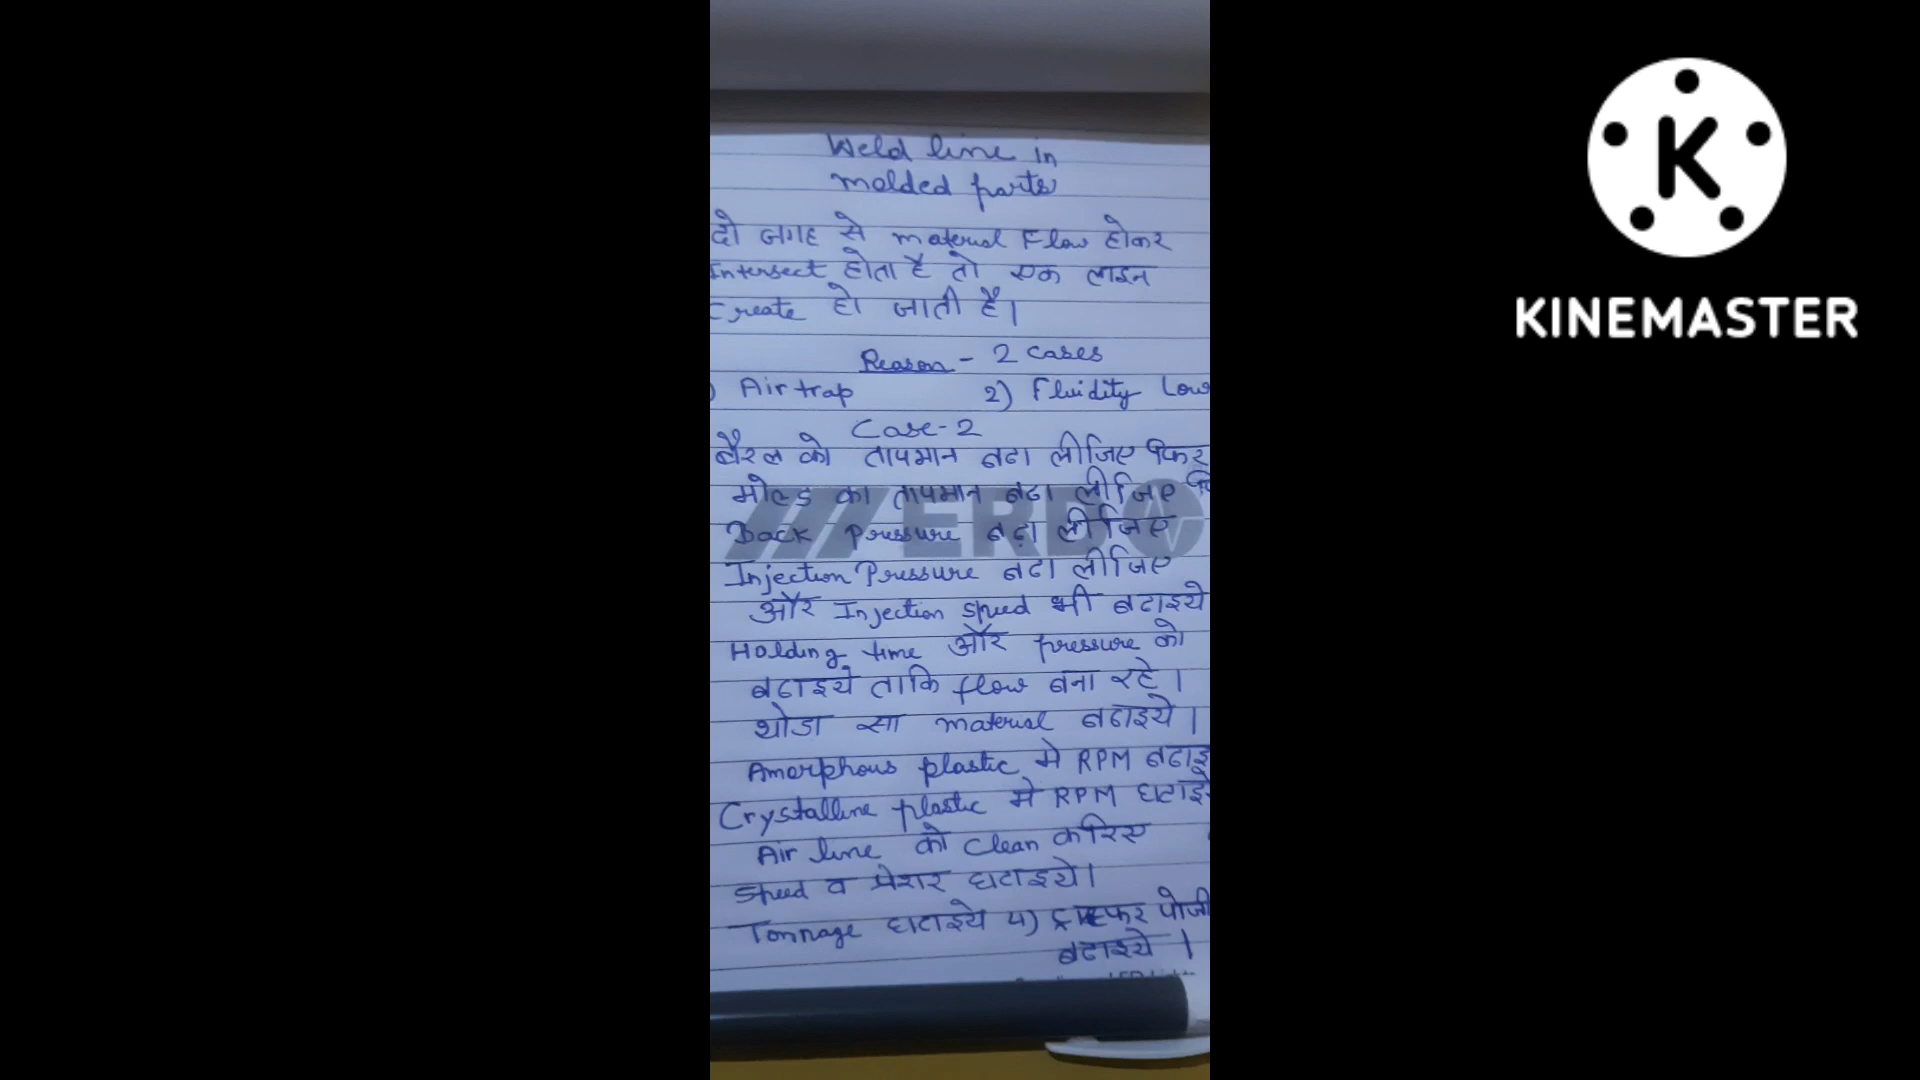 Weld line in
molded parts
दो जगह से material Flow होकर
Intersect होता है तो एक लाइन
create हो जाती है।
Reason - 2 cases
) Air trap 2) Fluidity Low
Case-2
बैरल को तापमान बढा लीजिए फिर
मोल्ड का तापमान बढा लीजिए
Back Pressure बढ़ा लीजिए
Injection Pressure बढा लीजिए
और Injection speed भी बढाइये
Holding time और pressure को
बढाइये ताकि flow बना रहे।
थोडा सा material बढाइये।
Amorphous plastic मे RPM बढाइ
Crystalline plastic मे RPM घटाइये
Air line को clean करिए
speed व प्रेशर घटाइये।
Tonnage घटाइये 4) पोजी
बढाइये।
KINEMASTER